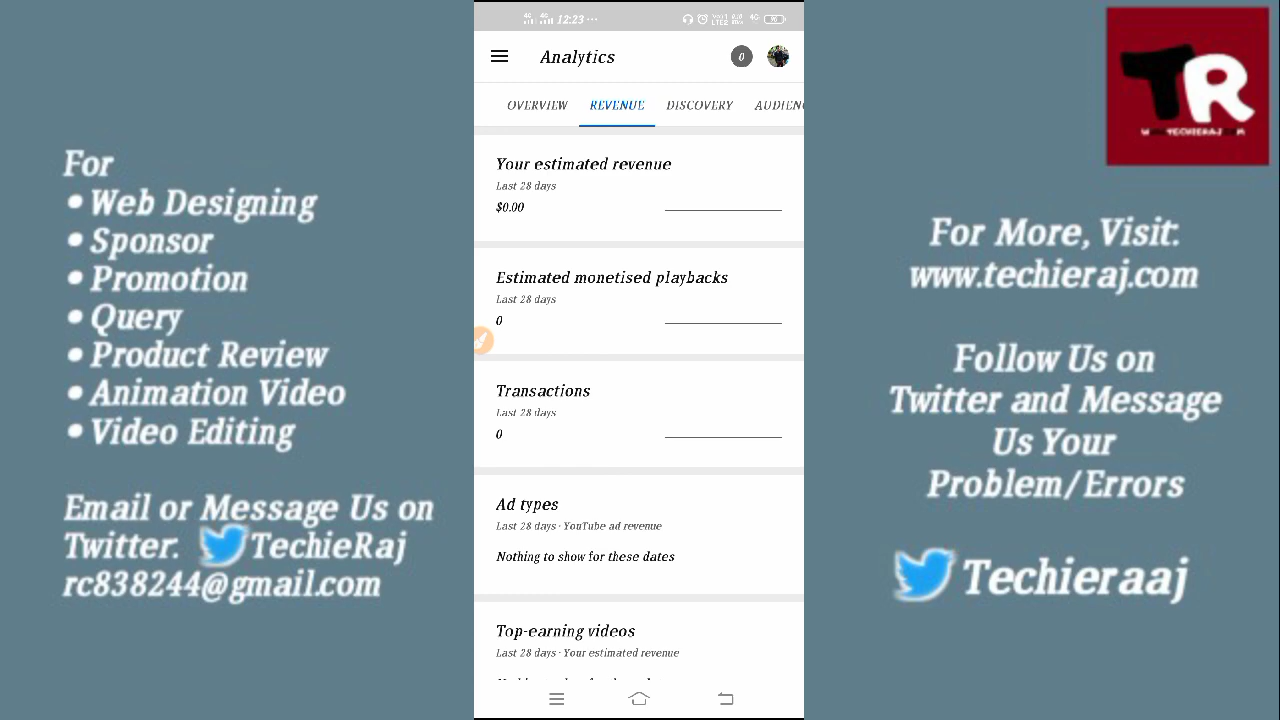 For
• Web Designing
• Sponsor
• Promotion
• Query
• Product Review
• Animation Video
• Video Editing
Email or Message Us on
Twitter. TechieRaj
rc838244@gmail.com
12:23 ···
4G
Analytics
0
OVERVIEW REVENUE DISCOVERY AUDIEN
Your estimated revenue
Last 28 days
$0.00
Estimated monetised playbacks
Last 28 days
0
Transactions
Last 28 days
0
Ad types
Last 28 days · YouTube ad revenue
Nothing to show for these dates
Top-earning videos
Last 28 days · Your estimated revenue
TR
For More, Visit:
www.techieraj.com
Follow Us on
Twitter and Message
Us Your
Problem/Errors
Techieraaj